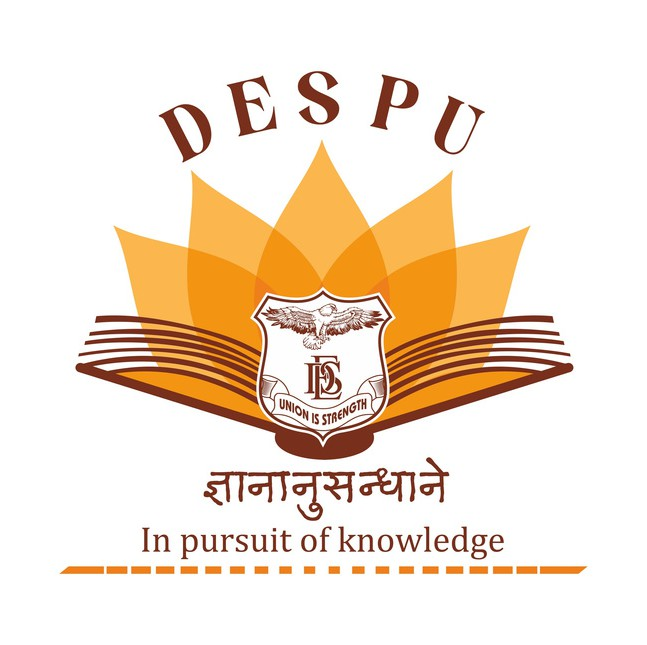 DESPU
DES
UNION IS STRENGTH
ज्ञानानुसन्धाने
In pursuit of knowledge